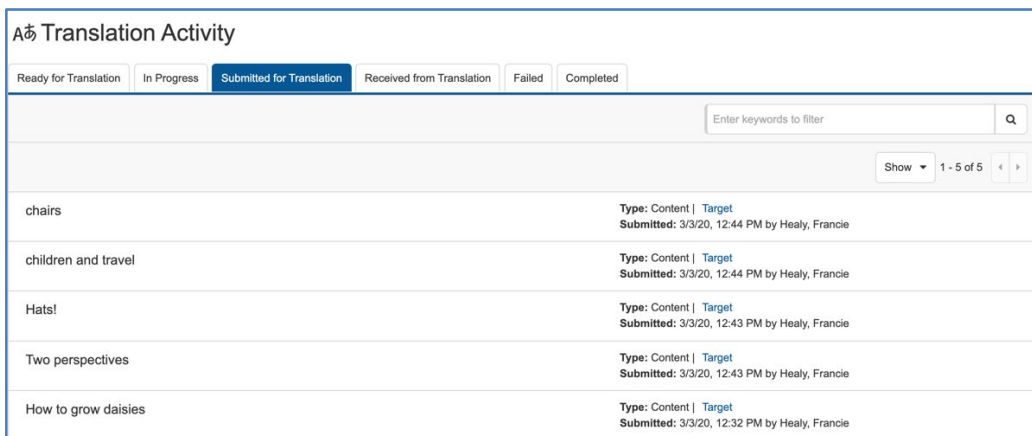 Aあ Translation Activity
Ready for Translation In Progress Submitted for Translation Received from Translation Failed Completed
Enter keywords to filter
Show 1 - 5 of 5
chairs Type: Content | Target
Submitted: 3/3/20, 12:44 PM by Healy, Francie
children and travel Type: Content | Target
Submitted: 3/3/20, 12:44 PM by Healy, Francie
Hats! Type: Content | Target
Submitted: 3/3/20, 12:43 PM by Healy, Francie
Two perspectives Type: Content | Target
Submitted: 3/3/20, 12:43 PM by Healy, Francie
How to grow daisies Type: Content | Target
Submitted: 3/3/20, 12:32 PM by Healy, Francie